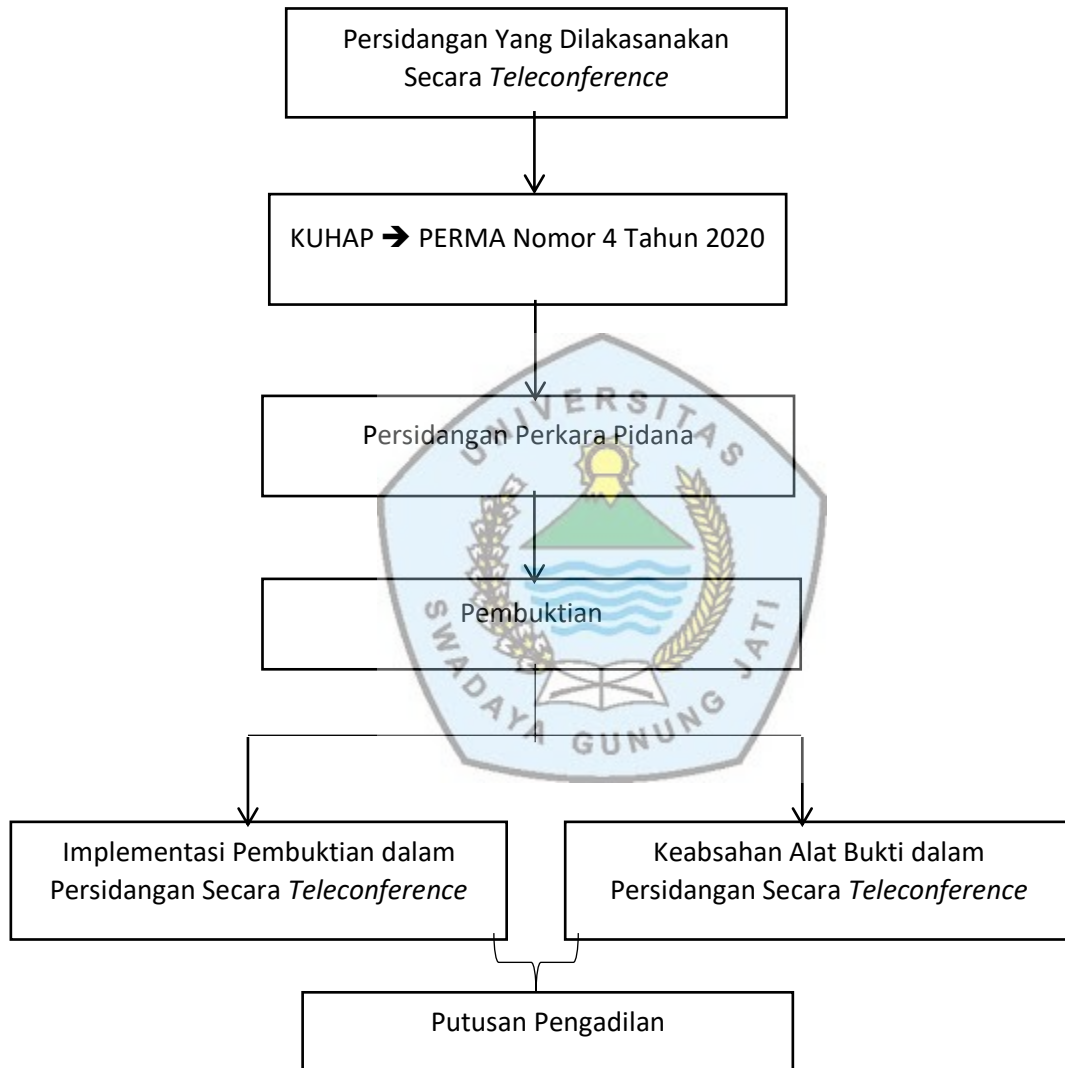 Persidangan Yang Dilakasanakan
Secara Teleconference
KUHAP ➔ PERMA Nomor 4 Tahun 2020
Persidangan Perkara Pidana
Pembuktian
UNIVERSITAS
SWADAYA GUNUNG JATI
Implementasi Pembuktian dalam
Persidangan Secara Teleconference
Keabsahan Alat Bukti dalam
Persidangan Secara Teleconference
Putusan Pengadilan